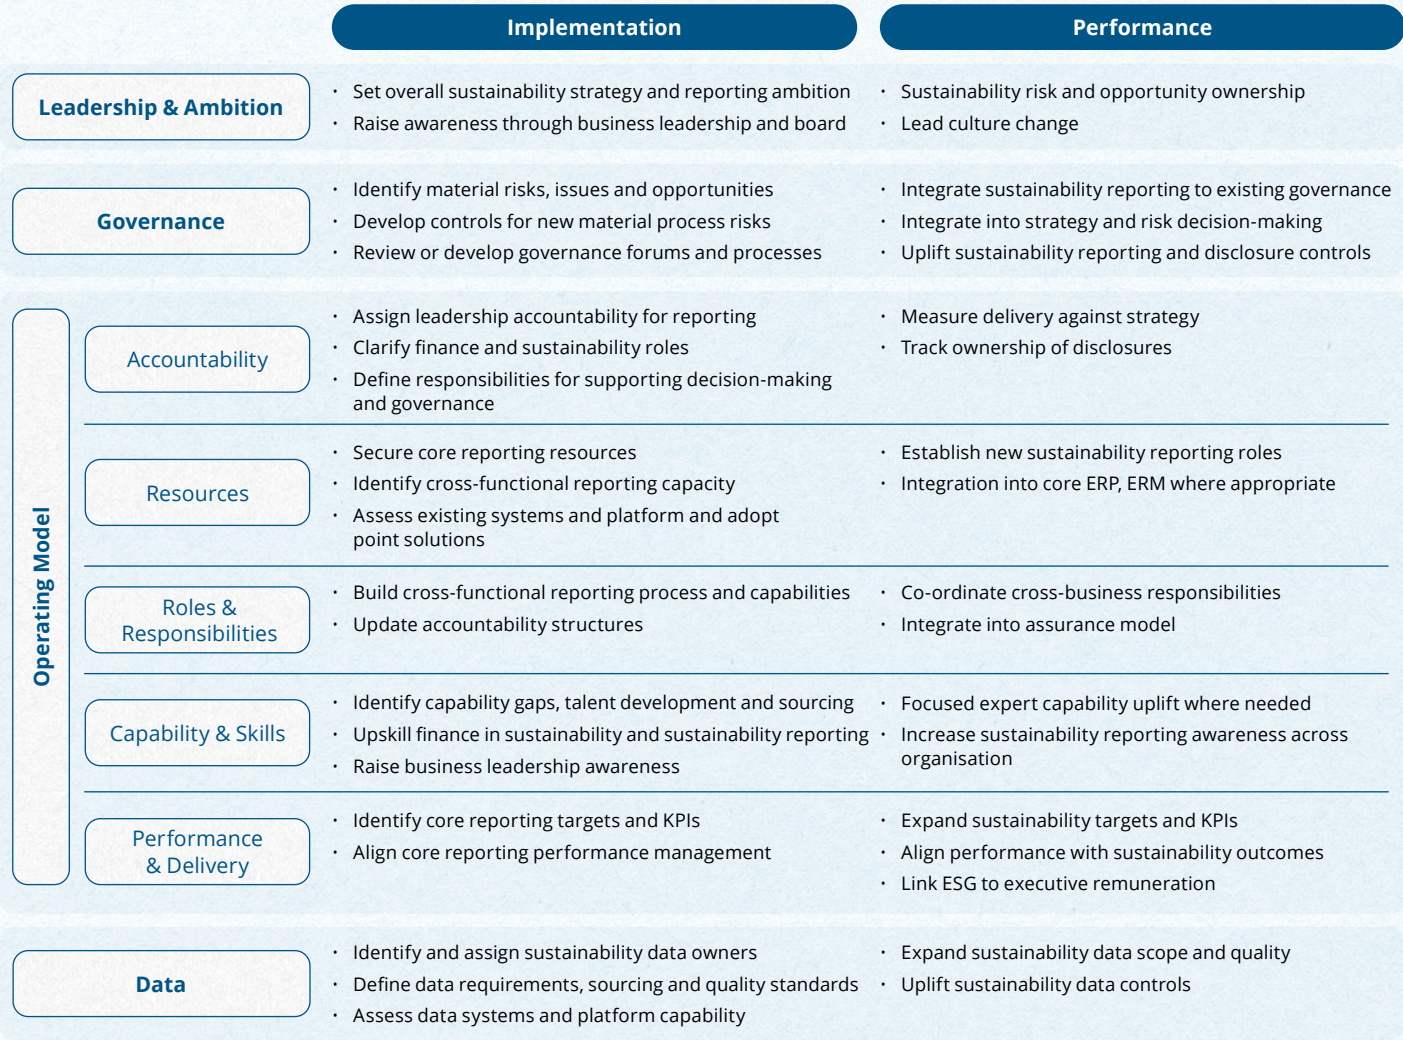 Implementation
Performance
Leadership & Ambition
· Set overall sustainability strategy and reporting ambition
· Raise awareness through business leadership and board
· Sustainability risk and opportunity ownership
· Lead culture change
Governance
· Identify material risks, issues and opportunities
· Develop controls for new material process risks
· Review or develop governance forums and processes
· Integrate sustainability reporting to existing governance
· Integrate into strategy and risk decision-making
· Uplift sustainability reporting and disclosure controls
Operating Model
Accountability
· Assign leadership accountability for reporting
· Clarify finance and sustainability roles
· Define responsibilities for supporting decision-making
and governance
· Measure delivery against strategy
· Track ownership of disclosures
Resources
· Secure core reporting resources
· Identify cross-functional reporting capacity
· Assess existing systems and platform and adopt
point solutions
· Establish new sustainability reporting roles
· Integration into core ERP, ERM where appropriate
Roles &
Responsibilities
· Build cross-functional reporting process and capabilities
· Update accountability structures
· Co-ordinate cross-business responsibilities
· Integrate into assurance model
Capability & Skills
· Identify capability gaps, talent development and sourcing
· Upskill finance in sustainability and sustainability reporting
· Raise business leadership awareness
· Focused expert capability uplift where needed
· Increase sustainability reporting awareness across
organisation
Performance
& Delivery
· Identify core reporting targets and KPIs
· Align core reporting performance management
· Expand sustainability targets and KPIs
· Align performance with sustainability outcomes
· Link ESG to executive remuneration
Data
· Identify and assign sustainability data owners
· Define data requirements, sourcing and quality standards
· Assess data systems and platform capability
· Expand sustainability data scope and quality
· Uplift sustainability data controls